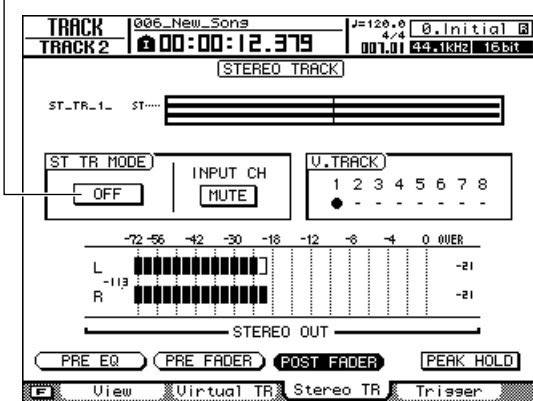 TRACK 006_New_Song ♩=120.0 4/4 0.Initial R
TRACK 2 00:00:12.379 001.01 44.1kHz 16bit
STEREO TRACK
ST_TR_1_ ST
ST TR MODE
OFF
INPUT CH
MUTE
V.TRACK
1 2 3 4 5 6 7 8
● - - - - - - -
-72 -56 -42 -30 -18 -12 -8 -4 0 OVER
L -21
-113
R -21
STEREO OUT
PRE EQ PRE FADER POST FADER PEAK HOLD
F View Virtual TR Stereo TR Trigger